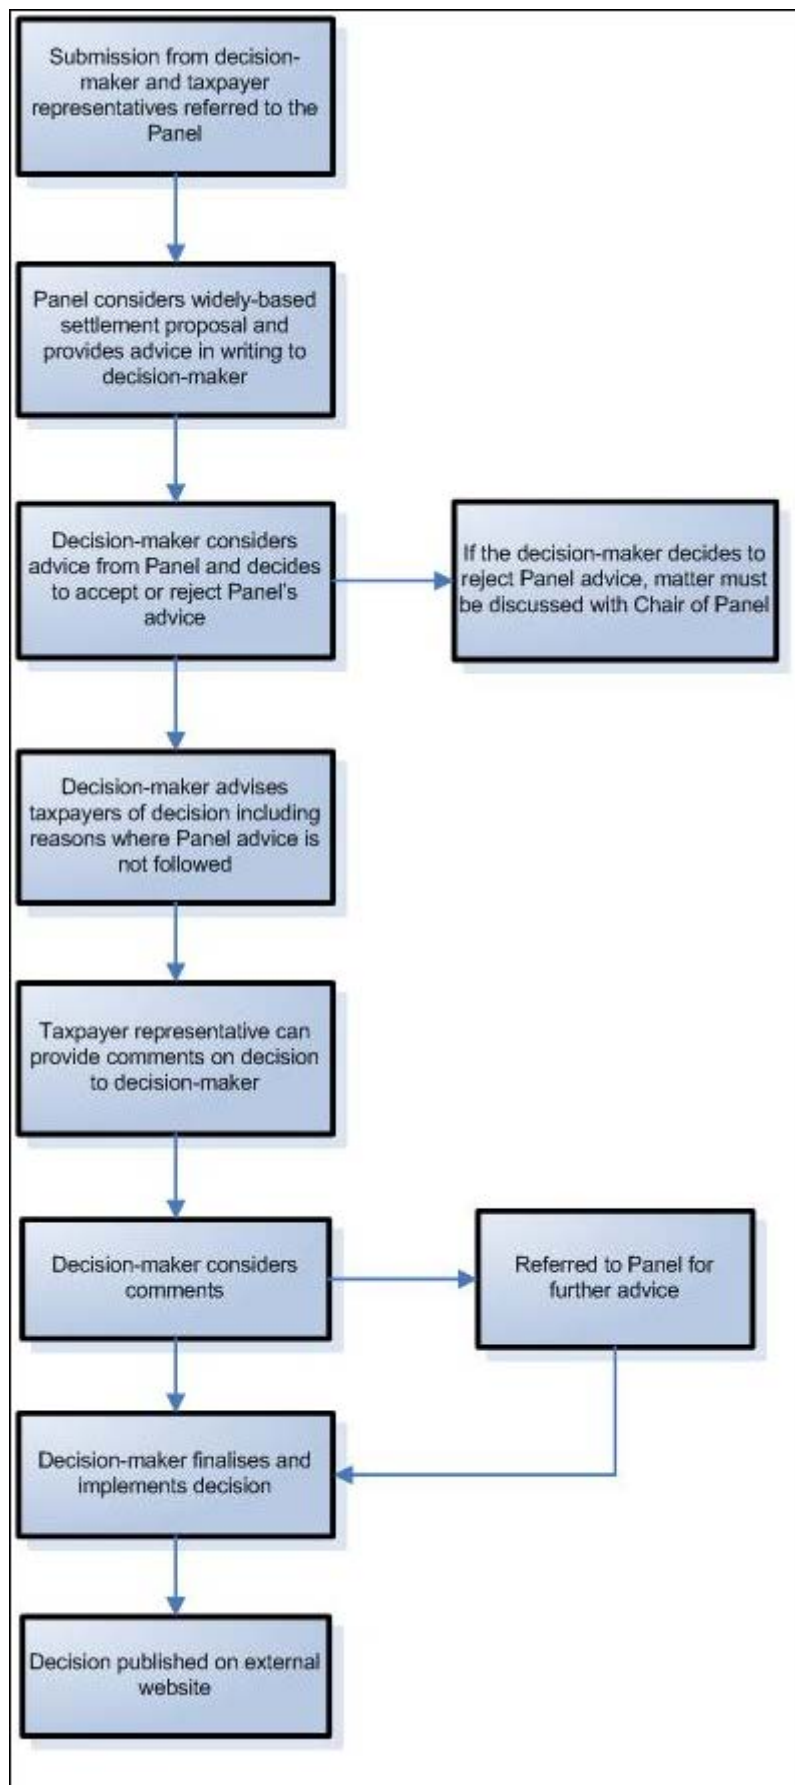 Submission from decision-
maker and taxpayer
representatives referred to the
Panel
Panel considers widely-based
settlement proposal and
provides advice in writing to
decision-maker
Decision-maker considers
advice from Panel and decides
to accept or reject Panel's
advice
If the decision-maker decides to
reject Panel advice, matter must
be discussed with Chair of Panel
Decision-maker advises
taxpayers of decision including
reasons where Panel advice is
not followed
Taxpayer representative can
provide comments on decision
to decision-maker
Decision-maker considers
comments
Referred to Panel for
further advice
Decision-maker finalises and
implements decision
Decision published on external
website